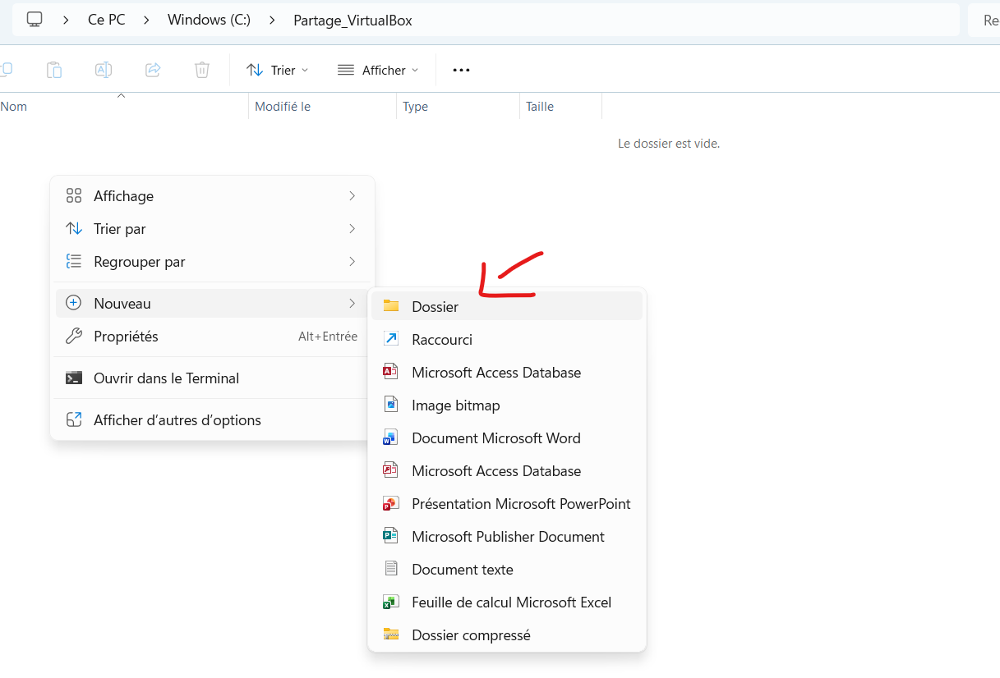 Ce PC > Windows (C:) > Partage_VirtualBox
Re
Trier Afficher
Nom Modifié le Type Taille
Le dossier est vide.
Affichage
Trier par
Regrouper par
Nouveau
Propriétés Alt+Entrée
Ouvrir dans le Terminal
Afficher d’autres d’options
Dossier
Raccourci
Microsoft Access Database
Image bitmap
Document Microsoft Word
Microsoft Access Database
Présentation Microsoft PowerPoint
Microsoft Publisher Document
Document texte
Feuille de calcul Microsoft Excel
Dossier compressé